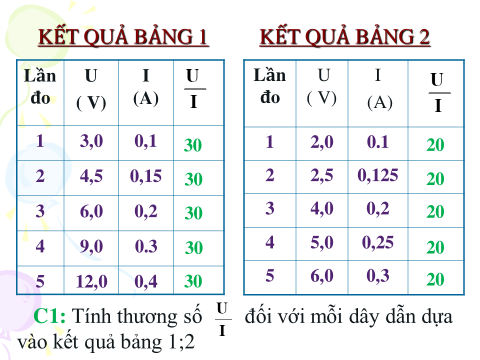 KẾT QUẢ BẢNG 1
Lần đo U ( V) I (A) U/I
1 3,0 0,1 30
2 4,5 0,15 30
3 6,0 0,2 30
4 9,0 0.3 30
5 12,0 0,4 30
KẾT QUẢ BẢNG 2
Lần đo U ( V) I (A) U/I
1 2,0 0.1 20
2 2,5 0,125 20
3 4,0 0,2 20
4 5,0 0,25 20
5 6,0 0,3 20
C1: Tính thương số U/I đối với mỗi dây dẫn dựa
vào kết quả bảng 1;2